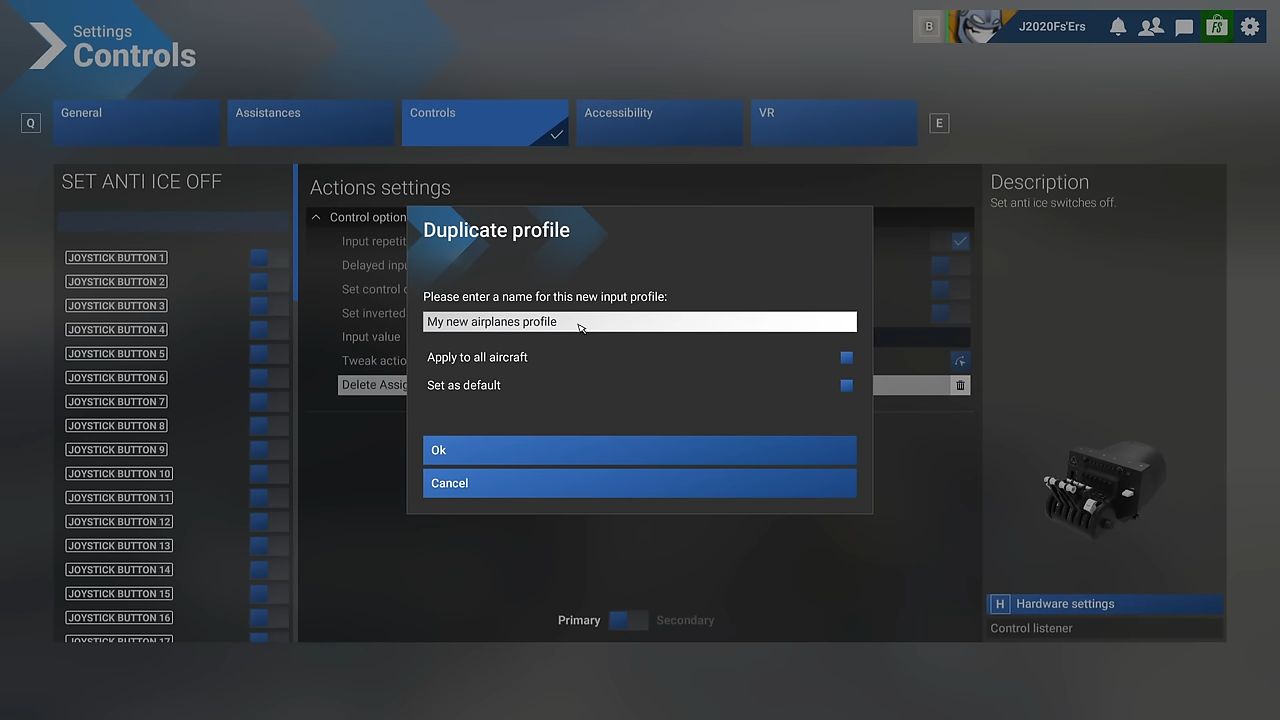 Settings
Controls
B
J2020Fs'Ers
FS
Q
General
Assistances
Controls
Accessibility
VR
E
SET ANTI ICE OFF
JOYSTICK BUTTON 1
JOYSTICK BUTTON 2
JOYSTICK BUTTON 3
JOYSTICK BUTTON 4
JOYSTICK BUTTON 5
JOYSTICK BUTTON 6
JOYSTICK BUTTON 7
JOYSTICK BUTTON 8
JOYSTICK BUTTON 9
JOYSTICK BUTTON 10
JOYSTICK BUTTON 11
JOYSTICK BUTTON 12
JOYSTICK BUTTON 13
JOYSTICK BUTTON 14
JOYSTICK BUTTON 15
JOYSTICK BUTTON 16
JOYSTICK BUTTON 17
Actions settings
Control option
Input repetit
Delayed inpu
Set control o
Set inverted
Input value
Tweak actio
Delete Assig
Duplicate profile
Please enter a name for this new input profile:
My new airplanes profile
Apply to all aircraft
Set as default
Ok
Cancel
Primary
Secondary
Description
Set anti ice switches off.
H
Hardware settings
Control listener